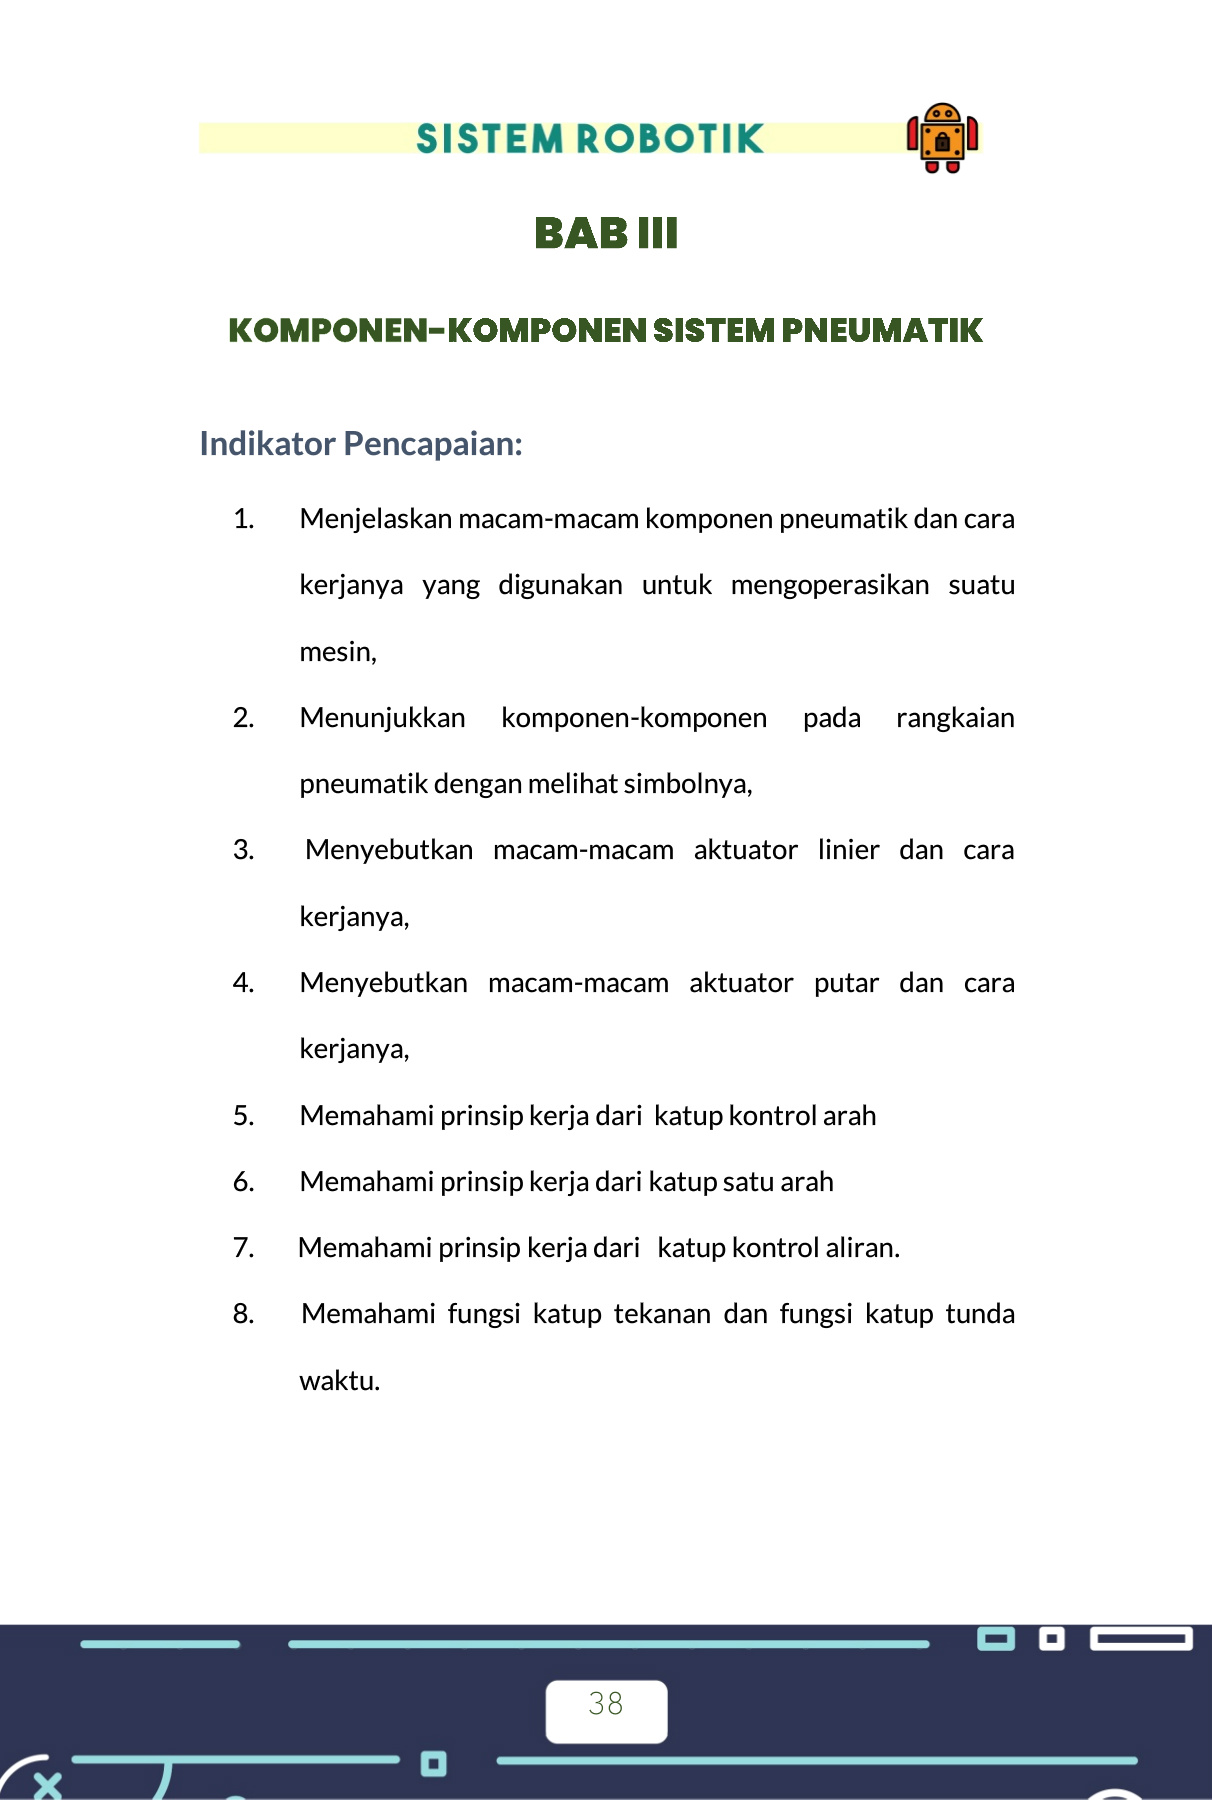 SISTEM ROBOTIK
BAB III
KOMPONEN-KOMPONEN SISTEM PNEUMATIK
Indikator Pencapaian:
1. Menjelaskan macam-macam komponen pneumatik dan cara
kerjanya yang digunakan untuk mengoperasikan suatu
mesin,
2. Menunjukkan komponen-komponen pada rangkaian
pneumatik dengan melihat simbolnya,
3. Menyebutkan macam-macam aktuator linier dan cara
kerjanya,
4. Menyebutkan macam-macam aktuator putar dan cara
kerjanya,
5. Memahami prinsip kerja dari katup kontrol arah
6. Memahami prinsip kerja dari katup satu arah
7. Memahami prinsip kerja dari katup kontrol aliran.
8. Memahami fungsi katup tekanan dan fungsi katup tunda
waktu.
38